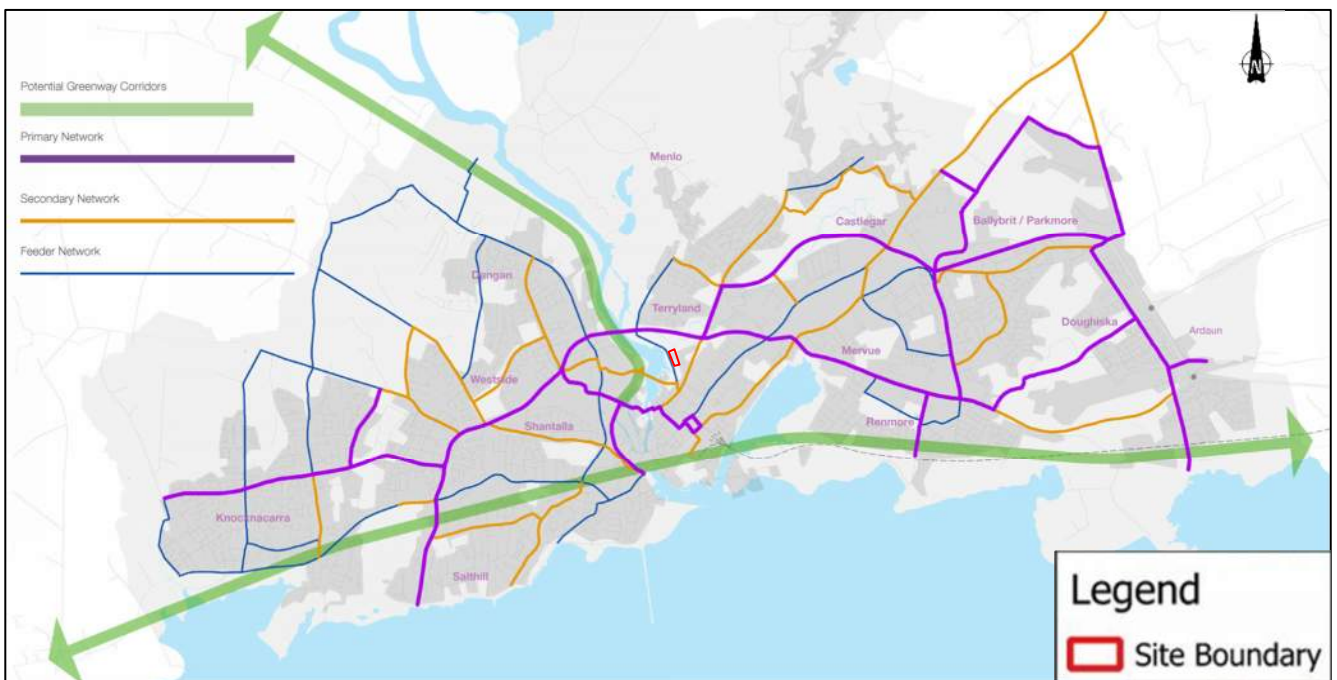 Potential Greenway Corridors
Primary Network
Secondary Network
Feeder Network
N
Menlo
Castlegar
Ballybrit / Parkmore
Dangan
Terryland
Doughiska
Ardaun
Mervue
Westside
Shantalla
Renmore
Knocknacarra
Salthill
Legend
Site Boundary